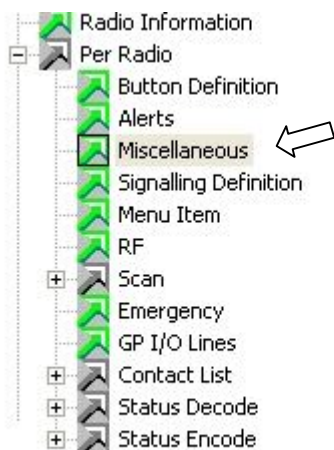 Radio Information
Per Radio
Button Definition
Alerts
Miscellaneous
Signalling Definition
Menu Item
RF
Scan
Emergency
GP I/O Lines
Contact List
Status Decode
Status Encode